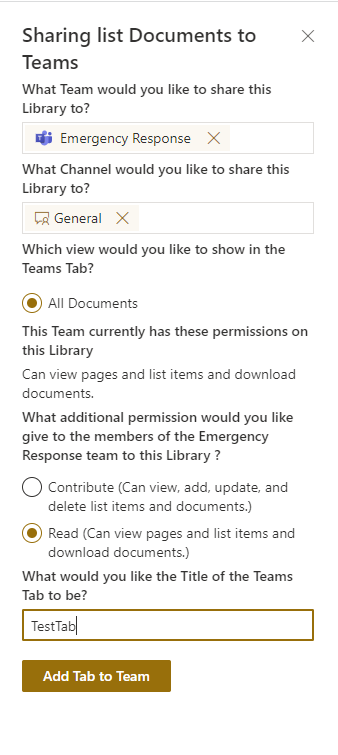 Sharing list Documents to
Teams
What Team would you like to share this
Library to?
Emergency Response
What Channel would you like to share this
Library to?
General
Which view would you like to show in the
Teams Tab?
All Documents
This Team currently has these permissions on
this Library
Can view pages and list items and download
documents.
What additional permission would you like
give to the members of the Emergency
Response team to this Library ?
Contribute (Can view, add, update, and
delete list items and documents.)
Read (Can view pages and list items and
download documents.)
What would you like the Title of the Teams
Tab to be?
TestTab
Add Tab to Team